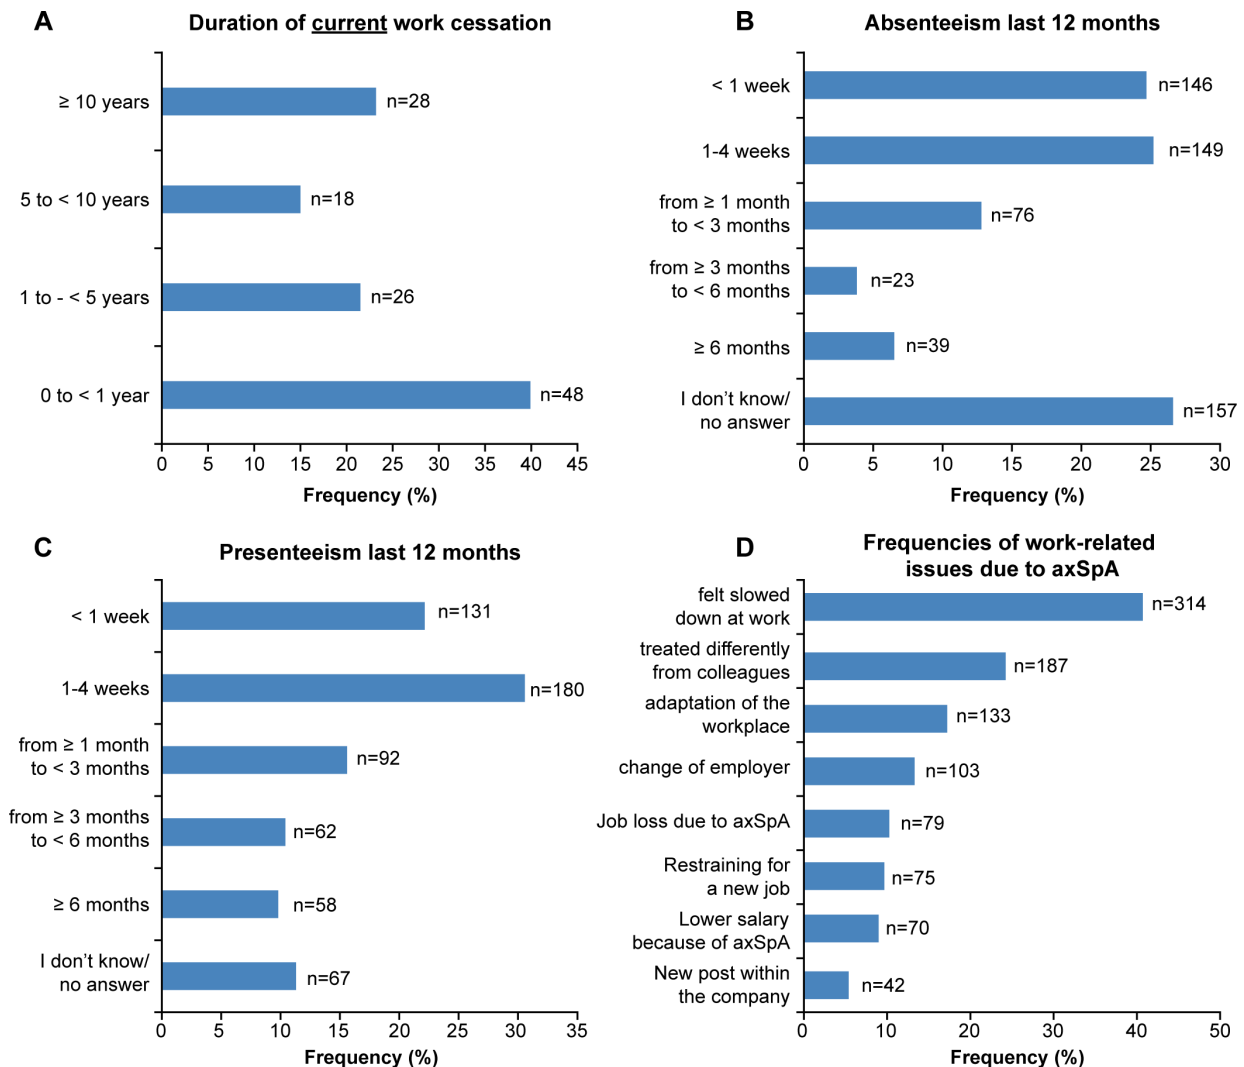 A
Duration of current work cessation
≥ 10 years
n=28
5 to < 10 years
n=18
1 to - < 5 years
n=26
0 to < 1 year
n=48
0 5 10 15 20 25 30 35 40 45
Frequency (%)
B
Absenteeism last 12 months
< 1 week
n=146
1-4 weeks
n=149
from ≥ 1 month
to < 3 months
n=76
from ≥ 3 months
to < 6 months
n=23
≥ 6 months
n=39
I don’t know/
no answer
n=157
0 5 10 15 20 25 30
Frequency (%)
C
Presenteeism last 12 months
< 1 week
n=131
1-4 weeks
n=180
from ≥ 1 month
to < 3 months
n=92
from ≥ 3 months
to < 6 months
n=62
≥ 6 months
n=58
I don’t know/
no answer
n=67
0 5 10 15 20 25 30 35
Frequency (%)
D
Frequencies of work-related
issues due to axSpA
felt slowed
down at work
n=314
treated differently
from colleagues
n=187
adaptation of the
workplace
n=133
change of employer
n=103
Job loss due to axSpA
n=79
Restraining for
a new job
n=75
Lower salary
because of axSpA
n=70
New post within
the company
n=42
0 10 20 30 40 50
Frequency (%)